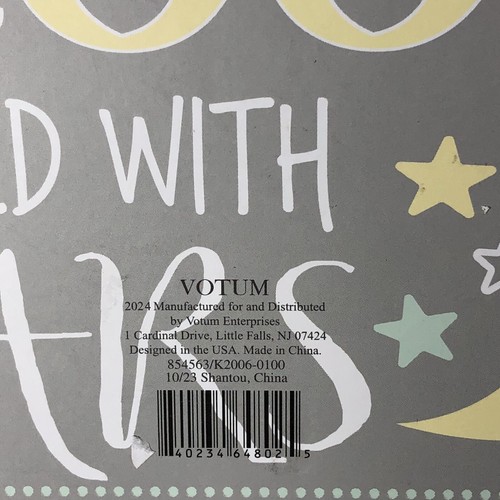 D WITH
ARS
VOTUM
2024 Manufactured for and Distributed
by Votum Enterprises
1 Cardinal Drive, Little Falls, NJ 07424
Designed in the USA. Made in China.
854563/K2006-0100
10/23 Shantou, China
40234 64802 5